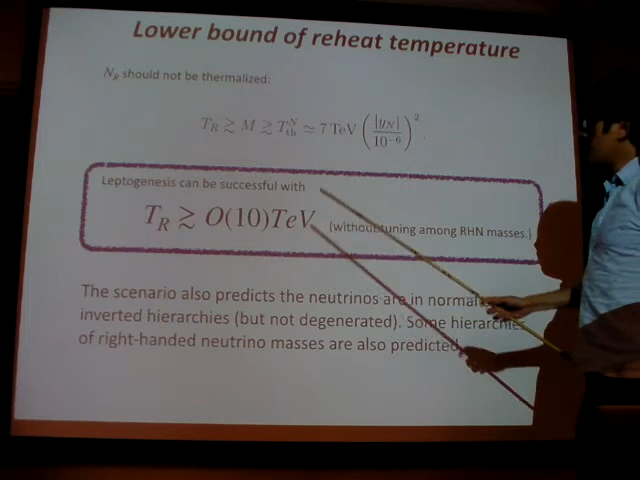 Lower bound of reheat temperature
N_R should not be thermalized:
T_R ≳ M ≳ T_th^N ≃ 7 TeV (|y_N| / 10^-6)^2
Leptogenesis can be successful with
T_R ≳ O(10)TeV (without tuning among RHN masses.)
The scenario also predicts the neutrinos are in normal
inverted hierarchies (but not degenerated). Some hierarchies
of right-handed neutrino masses are also predicted